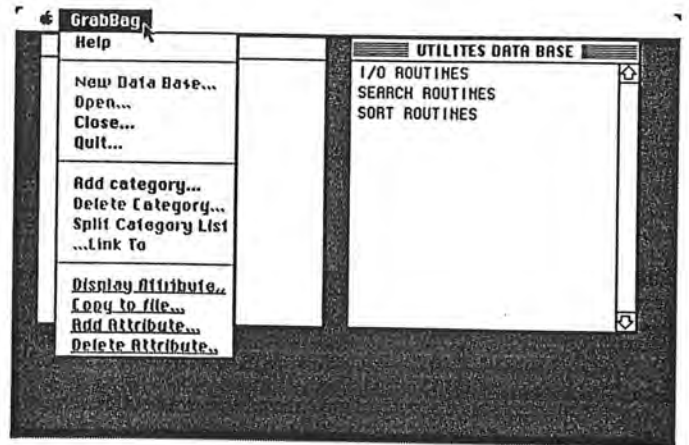 GrabBag
Help
New Data Base...
Open...
Close...
Quit...
Add category...
Delete Category...
Split Category List
...Link To
Display Attribute..
Copy to file...
Add Attribute...
Delete Attribute..
UTILITES DATA BASE
I/O ROUTINES
SEARCH ROUTINES
SORT ROUTINES